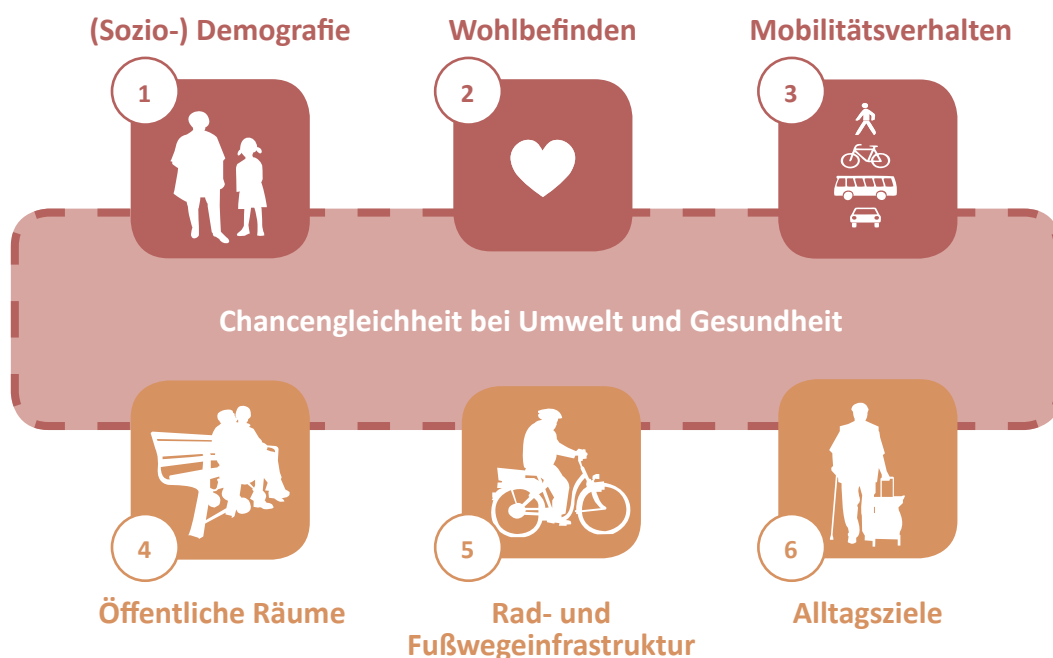 (Sozio-) Demografie
Wohlbefinden
Mobilitätsverhalten
1
2
3
Chancengleichheit bei Umwelt und Gesundheit
4
5
6
Öffentliche Räume
Rad- und
Fußwegeinfrastruktur
Alltagsziele